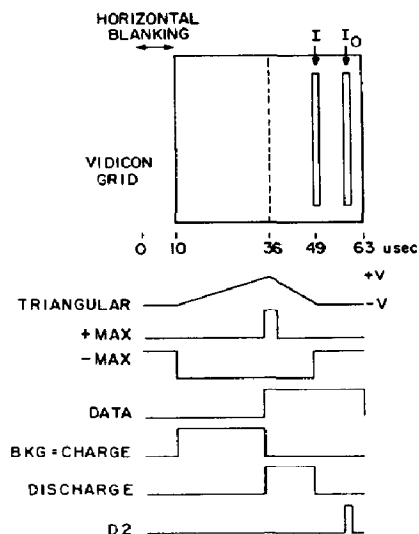 HORIZONTAL
BLANKING
I I₀
VIDICON
GRID
0 10 36 49 63 usec
TRIANGULAR +V
-V
+MAX
-MAX
DATA
BKG=CHARGE
DISCHARGE
D2